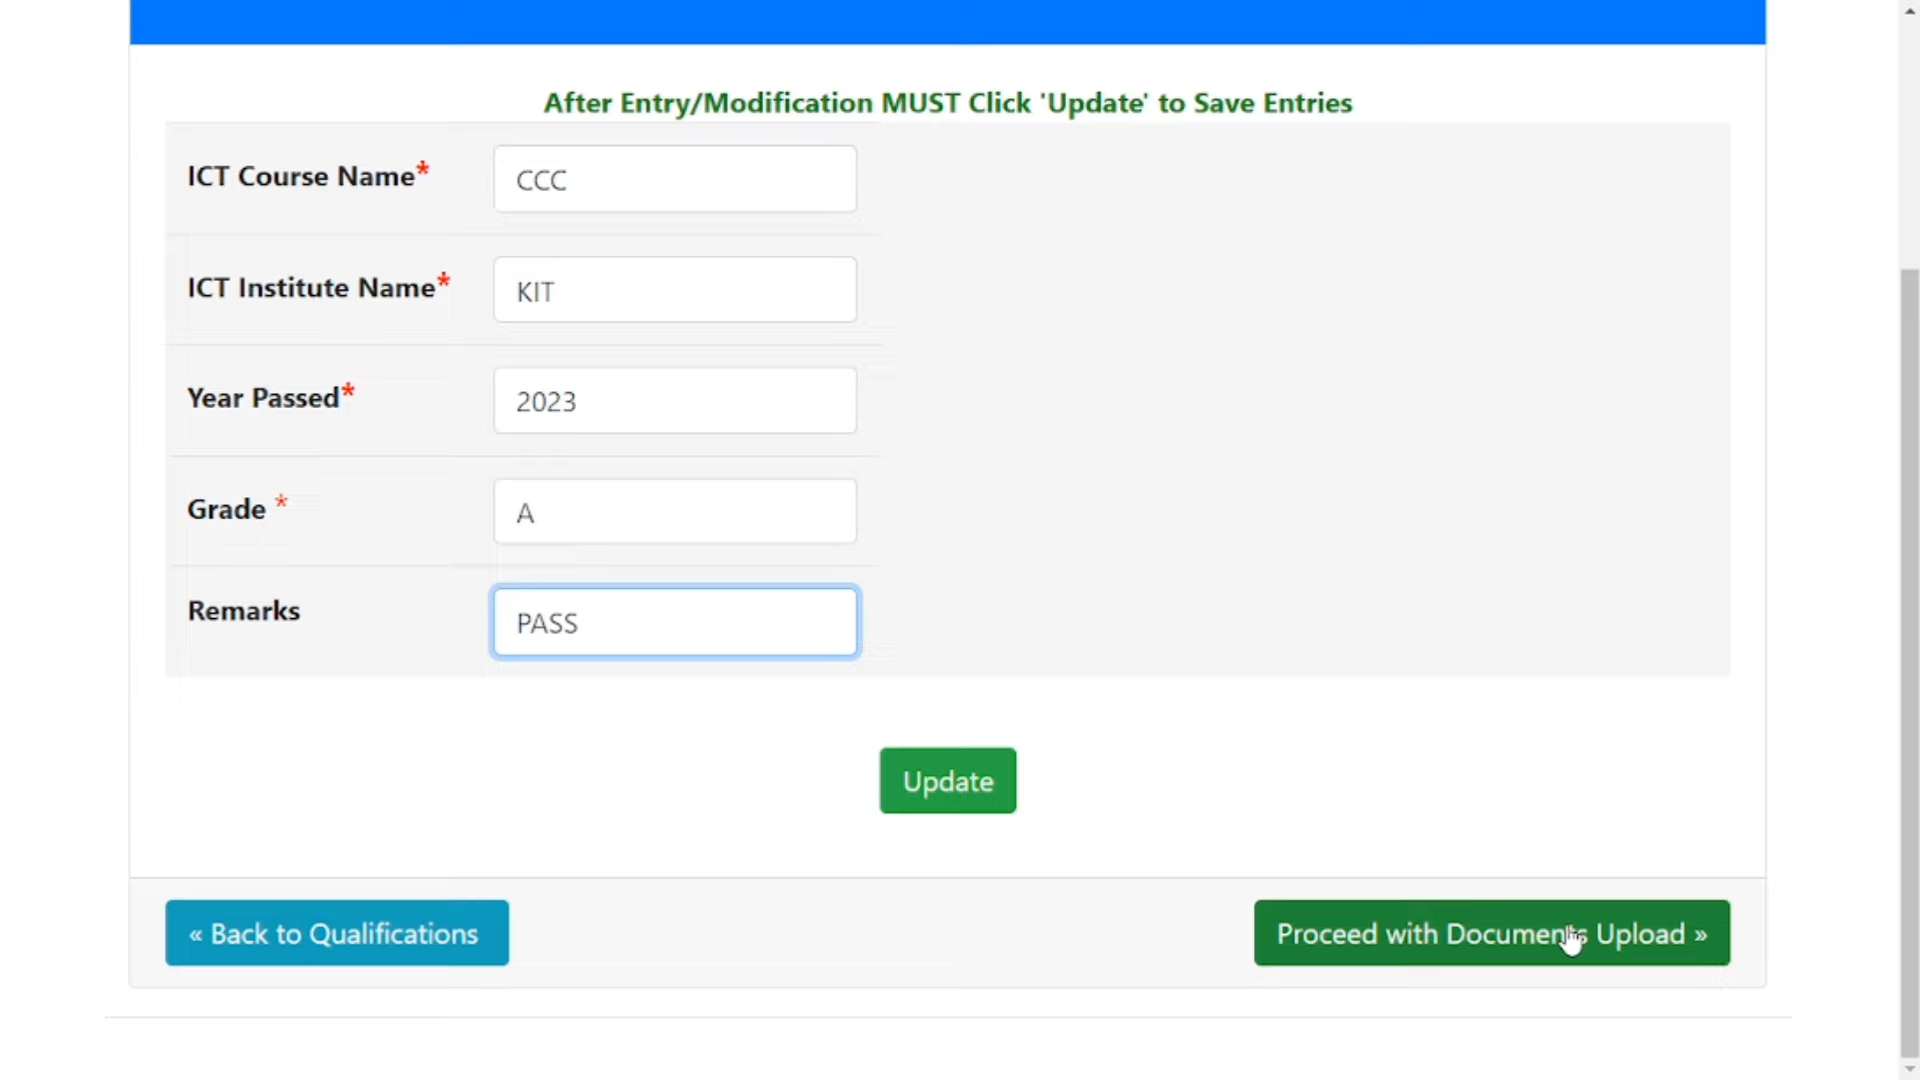 After Entry/Modification MUST Click 'Update' to Save Entries
ICT Course Name* CCC
ICT Institute Name* KIT
Year Passed* 2023
Grade * A
Remarks PASS
Update
« Back to Qualifications
Proceed with Documents Upload »